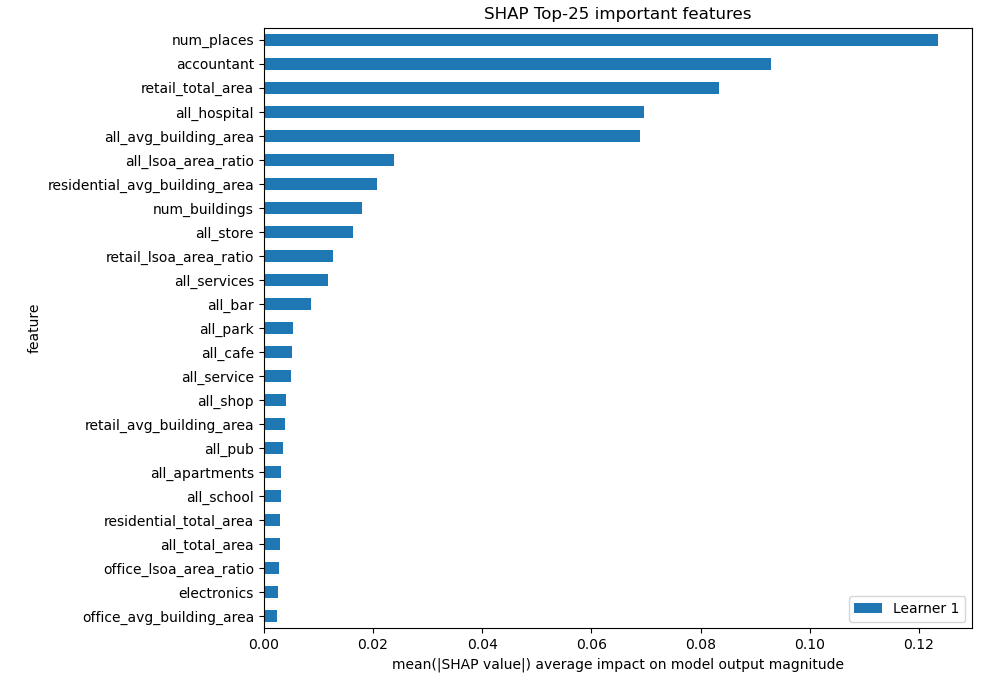 SHAP Top-25 important features
num_places
accountant
retail_total_area
all_hospital
all_avg_building_area
all_lsoa_area_ratio
residential_avg_building_area
num_buildings
all_store
retail_lsoa_area_ratio
all_services
all_bar
all_park
all_cafe
all_service
all_shop
retail_avg_building_area
all_pub
all_apartments
all_school
residential_total_area
all_total_area
office_lsoa_area_ratio
electronics
office_avg_building_area
feature
Learner 1
0.00 0.02 0.04 0.06 0.08 0.10 0.12
mean(|SHAP value|) average impact on model output magnitude